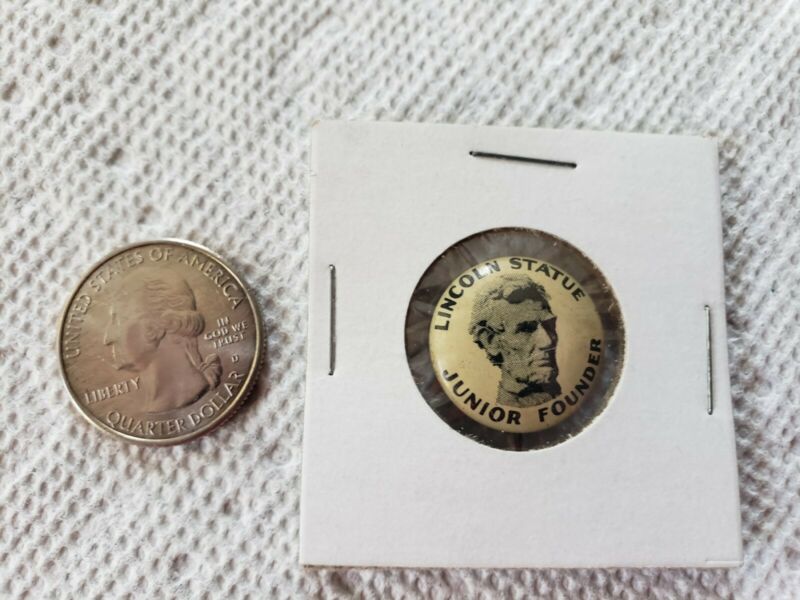 UNITED STATES OF AMERICA
LIBERTY
IN
GOD WE
TRUST
D
QUARTER DOLLAR
LINCOLN STATUE
JUNIOR FOUNDER